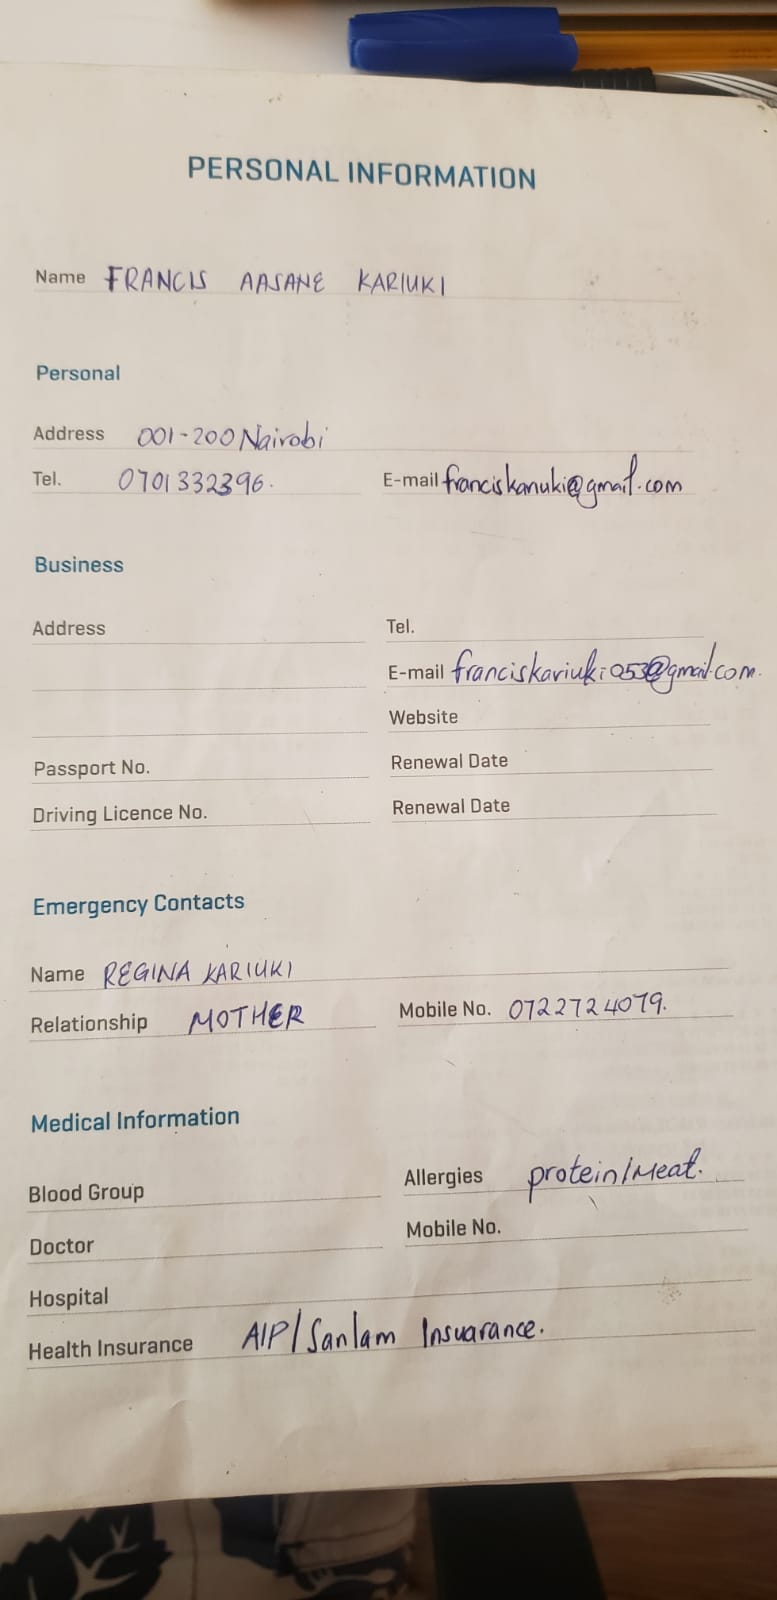 PERSONAL INFORMATION
Name FRANCIS AASANE KARIUKI
Personal
Address 001-200 Nairobi
Tel. 0701332396. E-mail franciskanuki@gmail.com
Business
Address Tel.
E-mail franciskariuki053@gmail.com.
Website
Passport No. Renewal Date
Driving Licence No. Renewal Date
Emergency Contacts
Name REGINA KARIUKI
Relationship MOTHER Mobile No. 0722724079.
Medical Information
Blood Group Allergies protein/Meat.
Doctor Mobile No.
Hospital
Health Insurance AIP/Sanlam Insuarance.